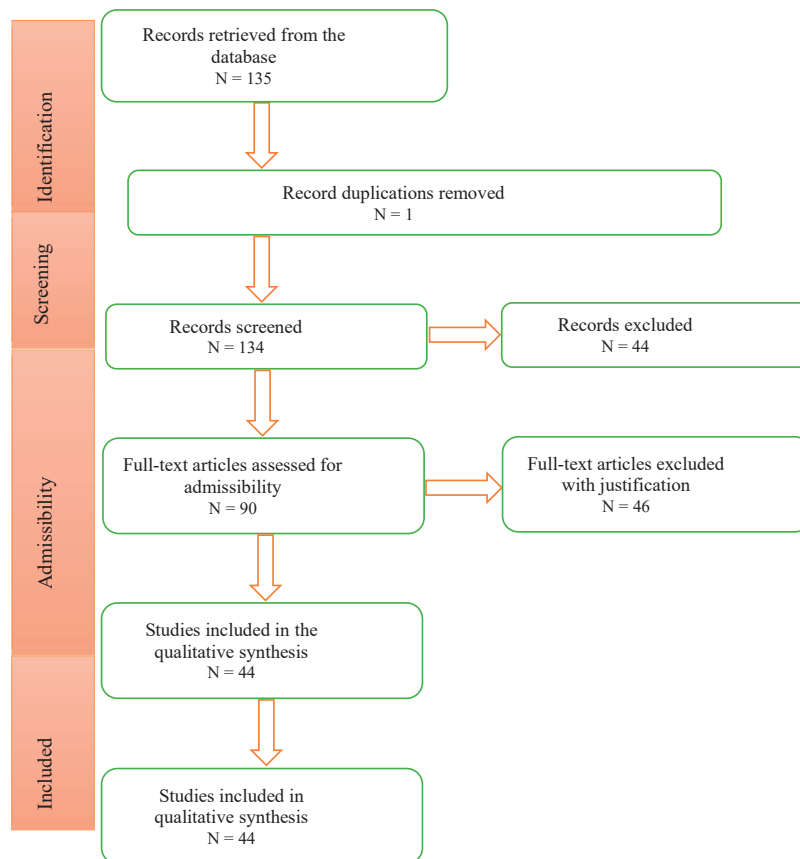 Identification
Records retrieved from the
database
N = 135
Record duplications removed
N = 1
Screening
Records screened
N = 134
Records excluded
N = 44
Admissibility
Full-text articles assessed for
admissibility
N = 90
Full-text articles excluded
with justification
N = 46
Studies included in the
qualitative synthesis
N = 44
Included
Studies included in
qualitative synthesis
N = 44